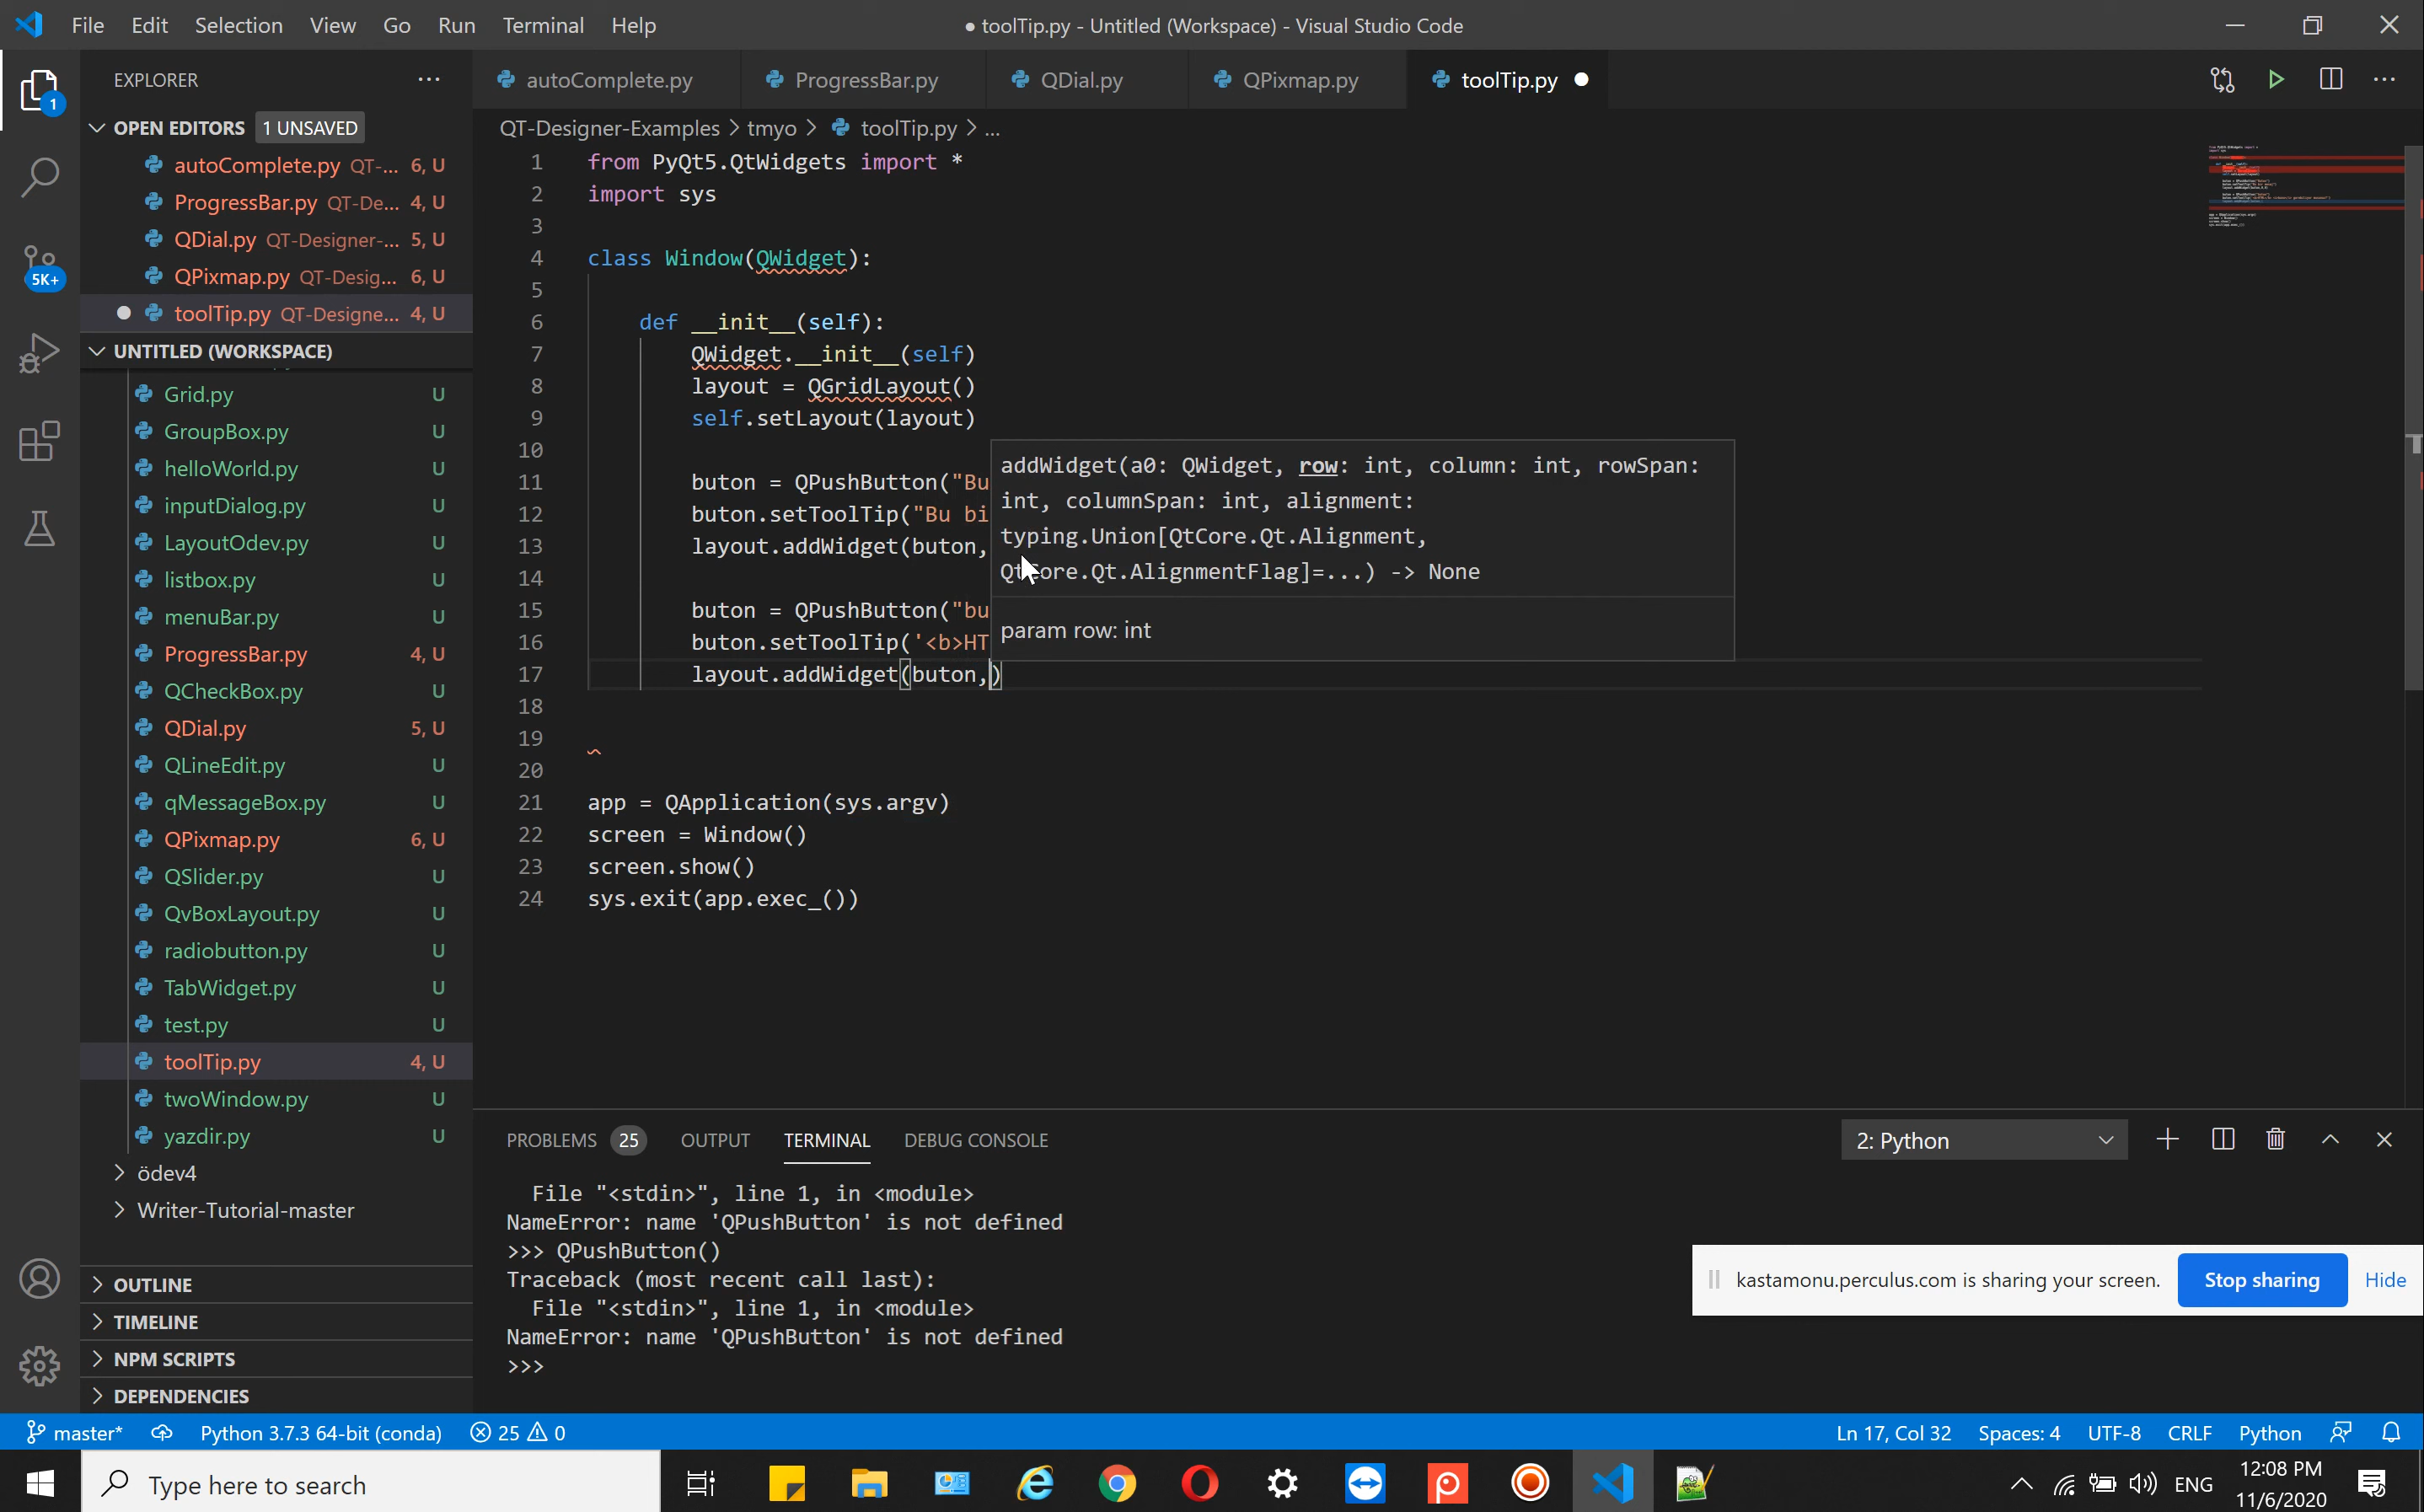 File Edit Selection View Go Run Terminal Help
● toolTip.py - Untitled (Workspace) - Visual Studio Code
EXPLORER
autoComplete.py
ProgressBar.py
QDial.py
QPixmap.py
toolTip.py
OPEN EDITORS 1 UNSAVED
autoComplete.py QT-... 6, U
ProgressBar.py QT-De... 4, U
QDial.py QT-Designer-... 5, U
QPixmap.py QT-Desig... 6, U
toolTip.py QT-Designe... 4, U
UNTITLED (WORKSPACE)
Grid.py U
GroupBox.py U
helloWorld.py U
inputDialog.py U
LayoutOdev.py U
listbox.py U
menuBar.py U
ProgressBar.py 4, U
QCheckBox.py U
QDial.py 5, U
QLineEdit.py U
qMessageBox.py U
QPixmap.py 6, U
QSlider.py U
QvBoxLayout.py U
radiobutton.py U
TabWidget.py U
test.py U
toolTip.py 4, U
twoWindow.py U
yazdir.py U
ödev4
Writer-Tutorial-master
OUTLINE
TIMELINE
NPM SCRIPTS
DEPENDENCIES
1
5K+
QT-Designer-Examples > tmyo > toolTip.py > ...
1 from PyQt5.QtWidgets import *
2 import sys
3
4 class Window(QWidget):
5
6 def __init__(self):
7 QWidget.__init__(self)
8 layout = QGridLayout()
9 self.setLayout(layout)
10
11 buton = QPushButton("Bu
12 buton.setToolTip("Bu bi
13 layout.addWidget(buton,
14
15 buton = QPushButton("bu
16 buton.setToolTip('<b>HT
17 layout.addWidget(buton,)
18
19
20
21 app = QApplication(sys.argv)
22 screen = Window()
23 screen.show()
24 sys.exit(app.exec_())
addWidget(a0: QWidget, row: int, column: int, rowSpan:
int, columnSpan: int, alignment:
typing.Union[QtCore.Qt.Alignment,
QtCore.Qt.AlignmentFlag]=...) -> None
param row: int
PROBLEMS 25 OUTPUT TERMINAL DEBUG CONSOLE
2: Python
File "<stdin>", line 1, in <module>
NameError: name 'QPushButton' is not defined
>>> QPushButton()
Traceback (most recent call last):
File "<stdin>", line 1, in <module>
NameError: name 'QPushButton' is not defined
>>>
kastamonu.perculus.com is sharing your screen. Stop sharing Hide
master* Python 3.7.3 64-bit (conda) 25 0
Ln 17, Col 32 Spaces: 4 UTF-8 CRLF Python
Type here to search
ENG
12:08 PM
11/6/2020